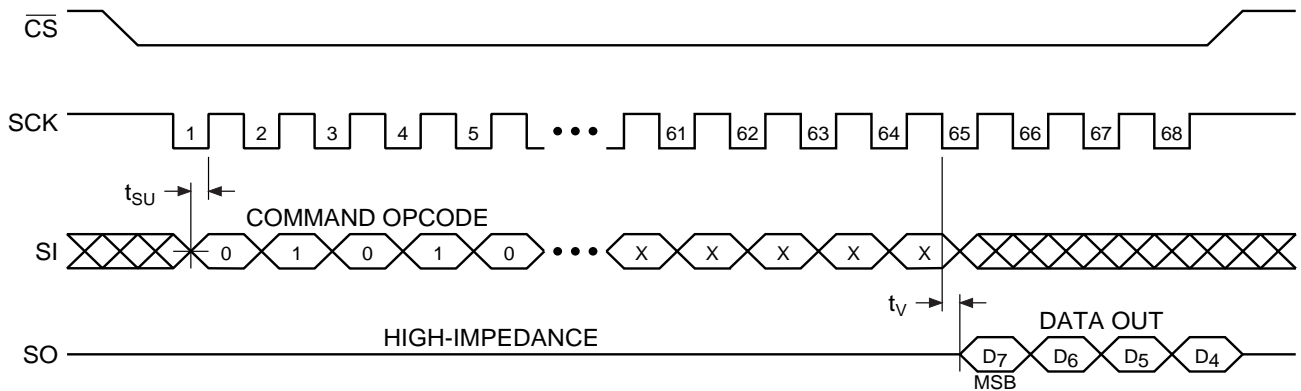 CS
SCK 1 2 3 4 5 ••• 61 62 63 64 65 66 67 68
tSU
COMMAND OPCODE
SI 0 1 0 1 0 ••• X X X X X
tV
HIGH-IMPEDANCE
DATA OUT
SO D7 D6 D5 D4
MSB